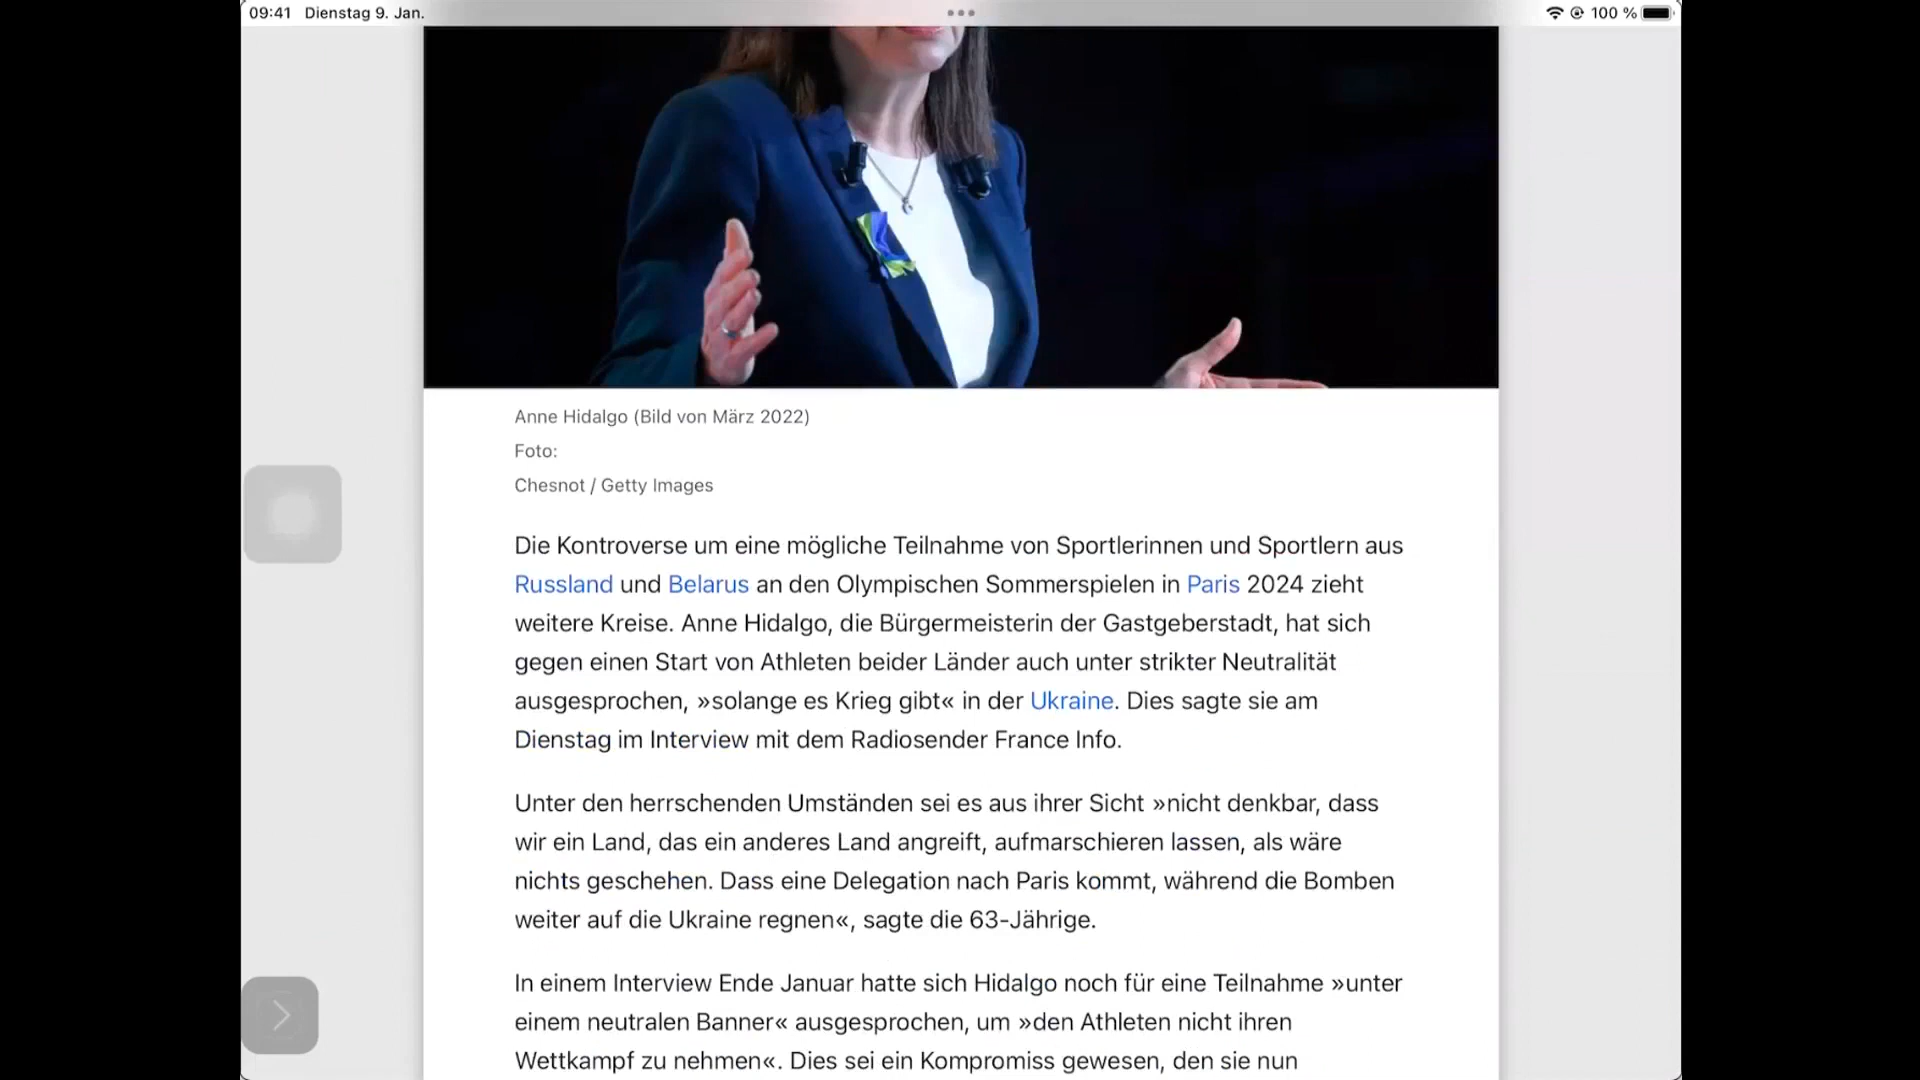 09:41 Dienstag 9. Jan.
100 %
Anne Hidalgo (Bild von März 2022)
Foto:
Chesnot / Getty Images
Die Kontroverse um eine mögliche Teilnahme von Sportlerinnen und Sportlern aus
Russland und Belarus an den Olympischen Sommerspielen in Paris 2024 zieht
weitere Kreise. Anne Hidalgo, die Bürgermeisterin der Gastgeberstadt, hat sich
gegen einen Start von Athleten beider Länder auch unter strikter Neutralität
ausgesprochen, »solange es Krieg gibt« in der Ukraine. Dies sagte sie am
Dienstag im Interview mit dem Radiosender France Info.
Unter den herrschenden Umständen sei es aus ihrer Sicht »nicht denkbar, dass
wir ein Land, das ein anderes Land angreift, aufmarschieren lassen, als wäre
nichts geschehen. Dass eine Delegation nach Paris kommt, während die Bomben
weiter auf die Ukraine regnen«, sagte die 63-Jährige.
In einem Interview Ende Januar hatte sich Hidalgo noch für eine Teilnahme »unter
einem neutralen Banner« ausgesprochen, um »den Athleten nicht ihren
Wettkampf zu nehmen«. Dies sei ein Kompromiss gewesen, den sie nun